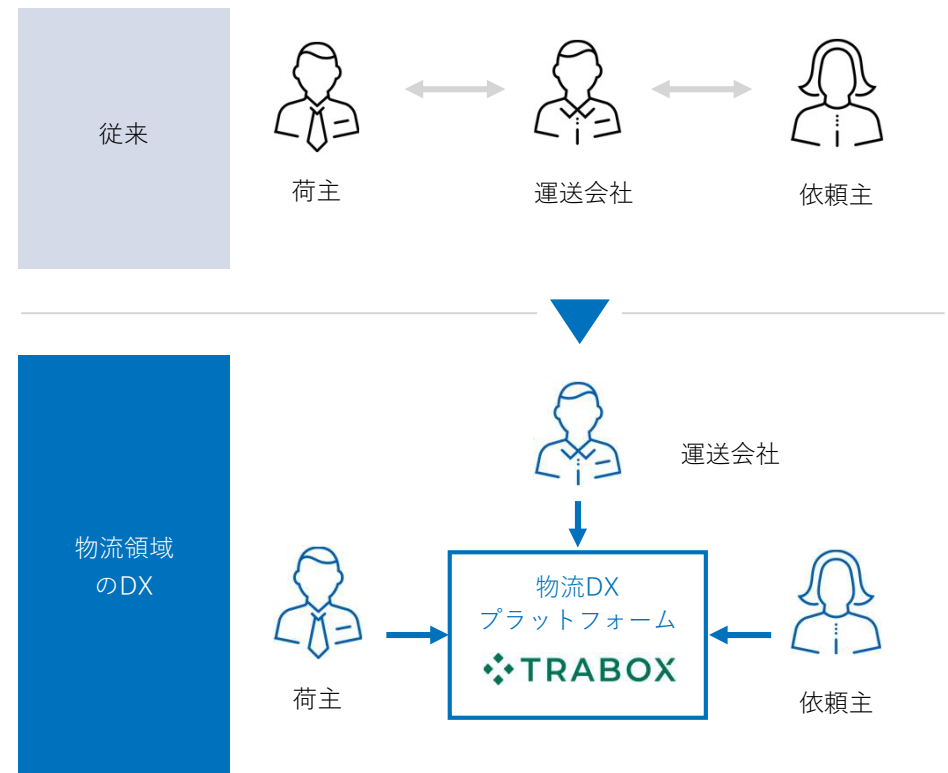 従来
荷主
運送会社
依頼主
運送会社
物流領域
のDX
物流DX
プラットフォーム
TRABOX
荷主
依頼主